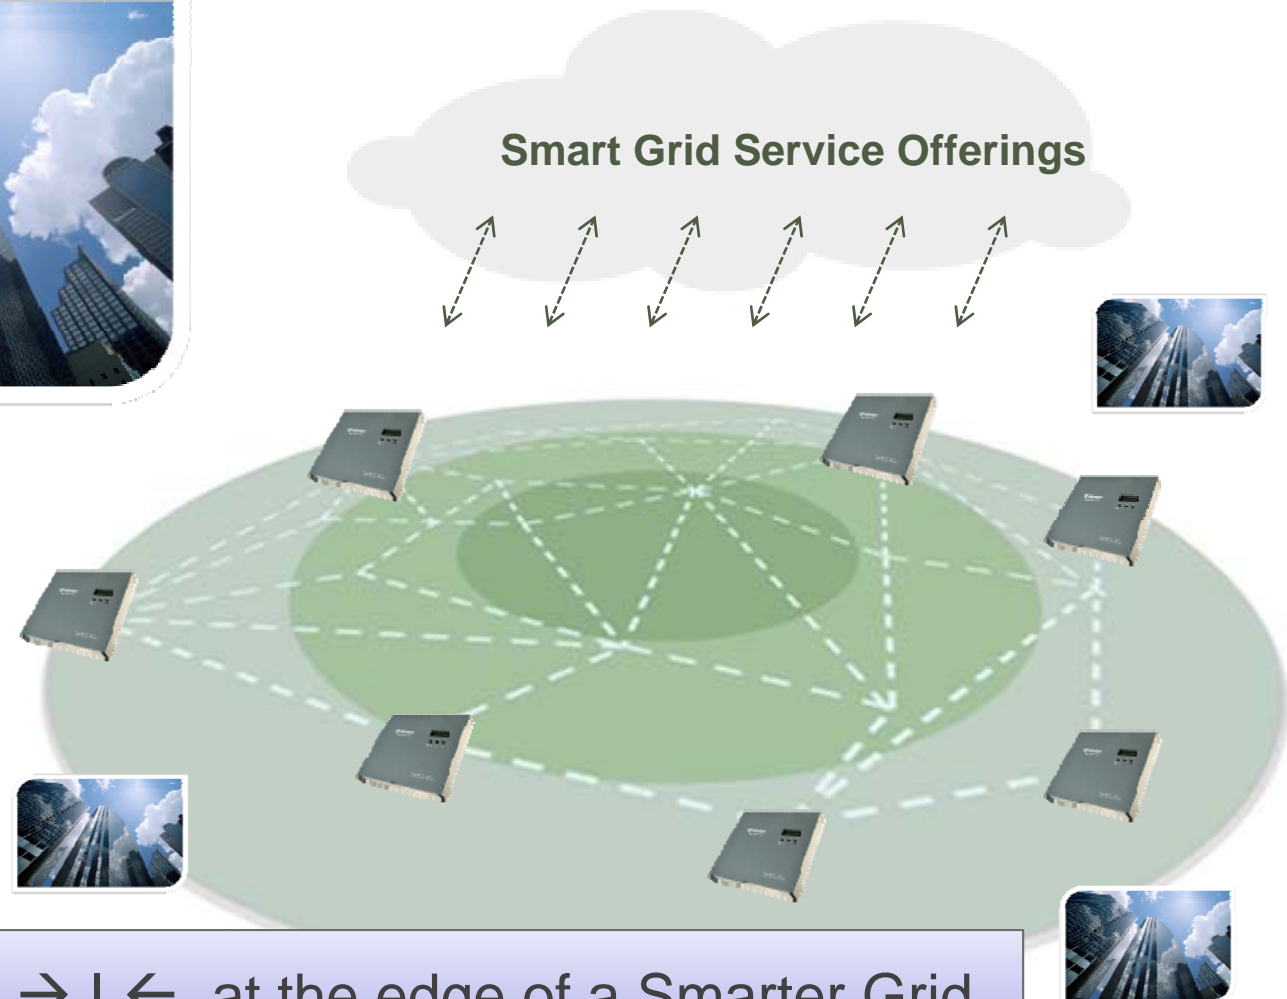 Smart Grid Service Offerings
→ I ← at the edge of a Smarter Grid